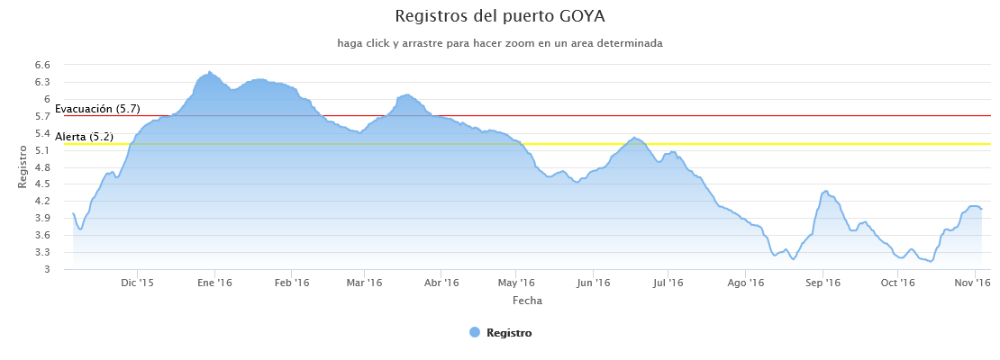 Registros del puerto GOYA
haga click y arrastre para hacer zoom en un area determinada
6.6
6.3
6
Evacuación (5.7)
5.7
5.4
Alerta (5.2)
5.1
4.8
4.5
4.2
3.9
3.6
3.3
3
Registro
Dic '15 Ene '16 Feb '16 Mar '16 Abr '16 May '16 Jun '16 Jul '16 Ago '16 Sep '16 Oct '16 Nov '16
Fecha
Registro